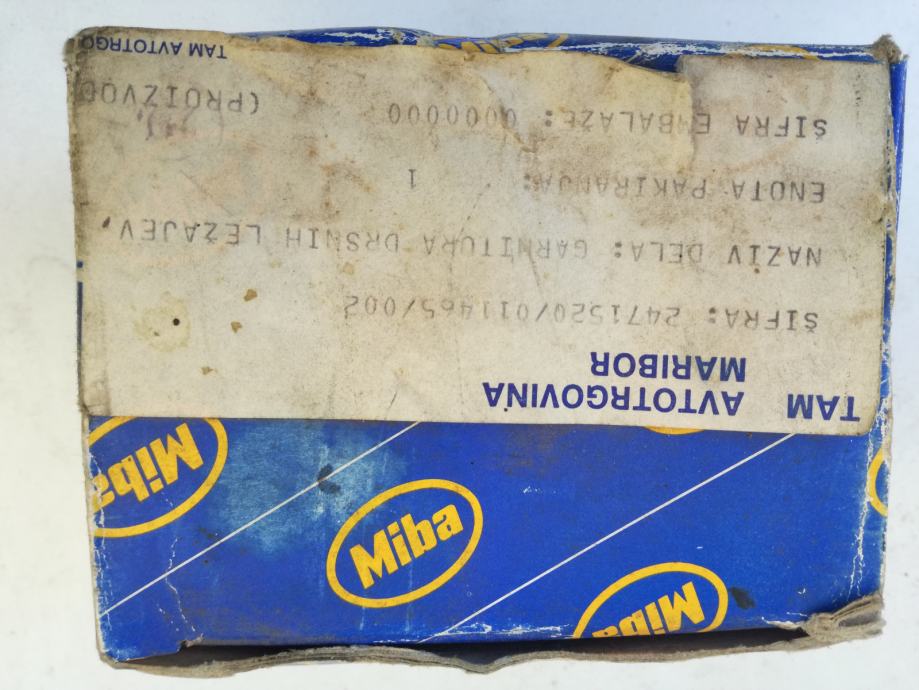 TAM AVTOTRGOVINA
MARIBOR
ŠIFRA: 2471520/011465/002
NAZIV DELA: GARNITURA DRSNIH LEŽAJEV,
ENOTA PAKIRANJA: 1
ŠIFRA EMBALAŽE: 0000000 (PROIZVOD
TAM AVTOTRGO
Miba
Miba
Miba